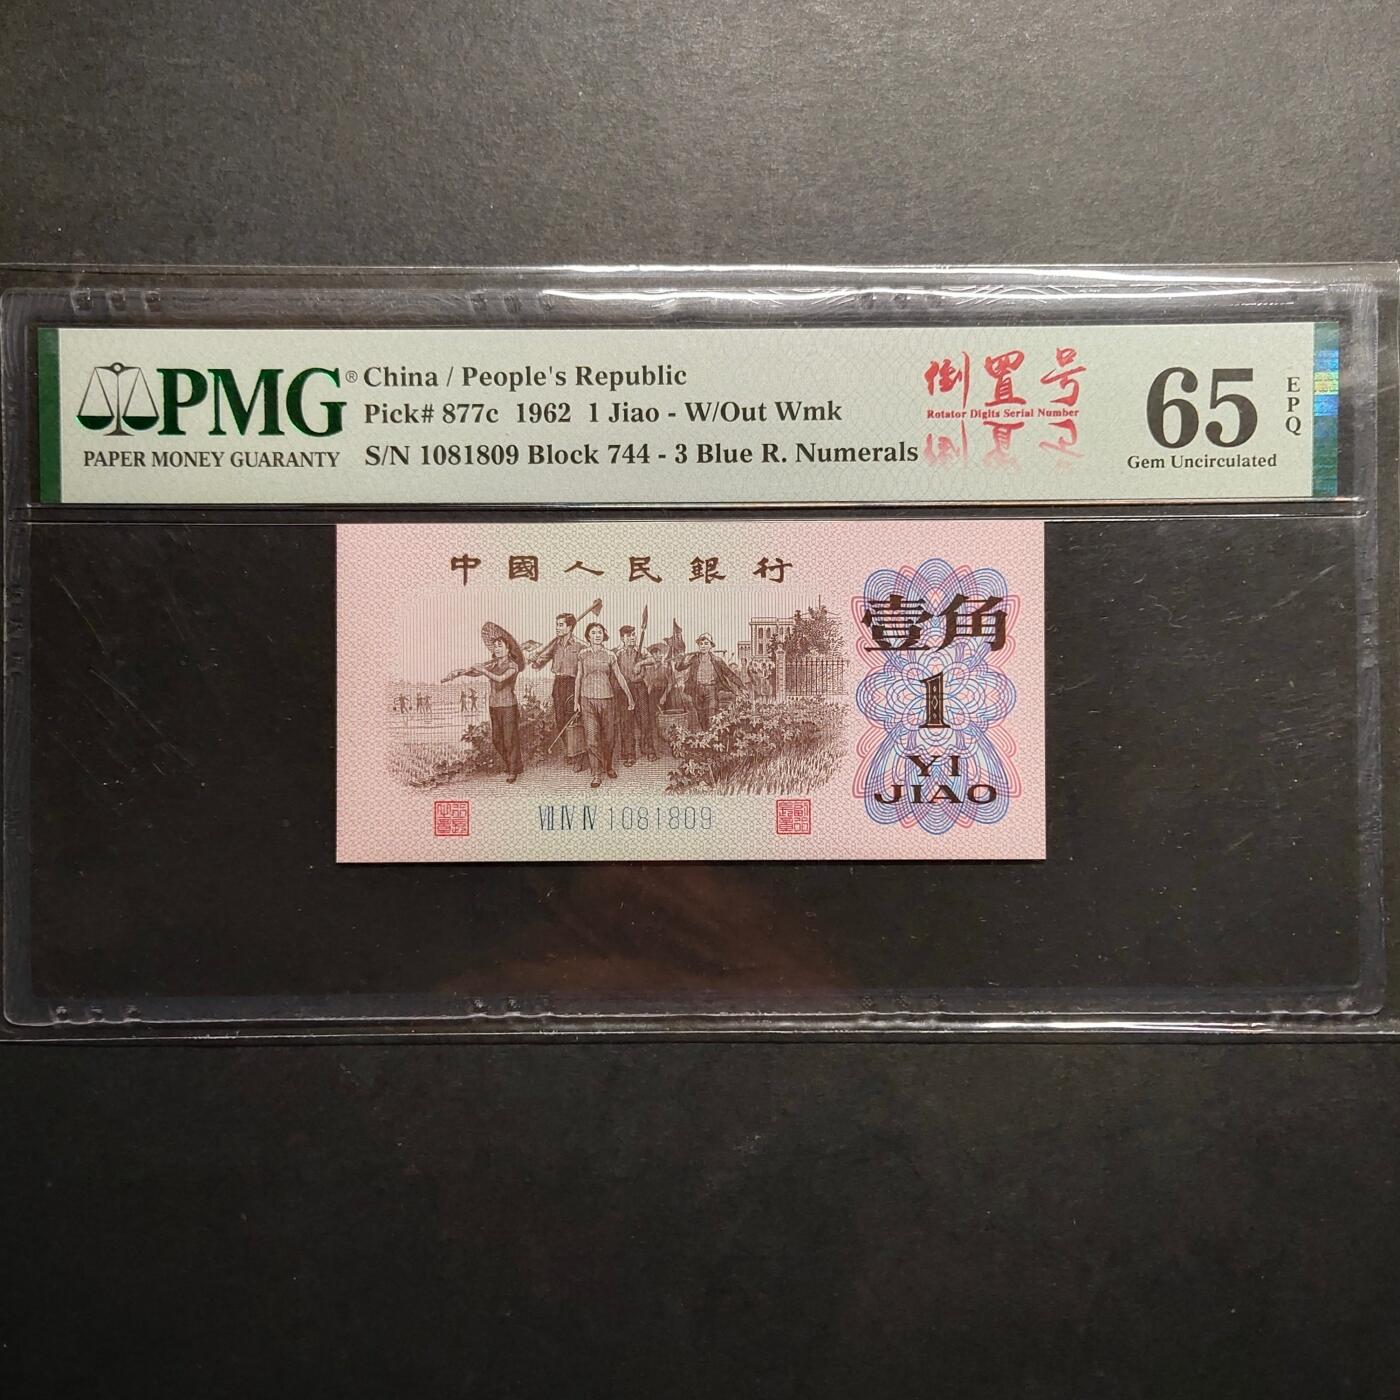 PMG®
PAPER MONEY GUARANTY
China / People's Republic
Pick# 877c 1962 1 Jiao - W/Out Wmk
S/N 1081809 Block 744 - 3 Blue R. Numerals
倒置号
Rotator Digits Serial Number
65
EPQ
Gem Uncirculated
中國人民銀行
壹角
1
YI
JIAO
VII IV IV 1081809